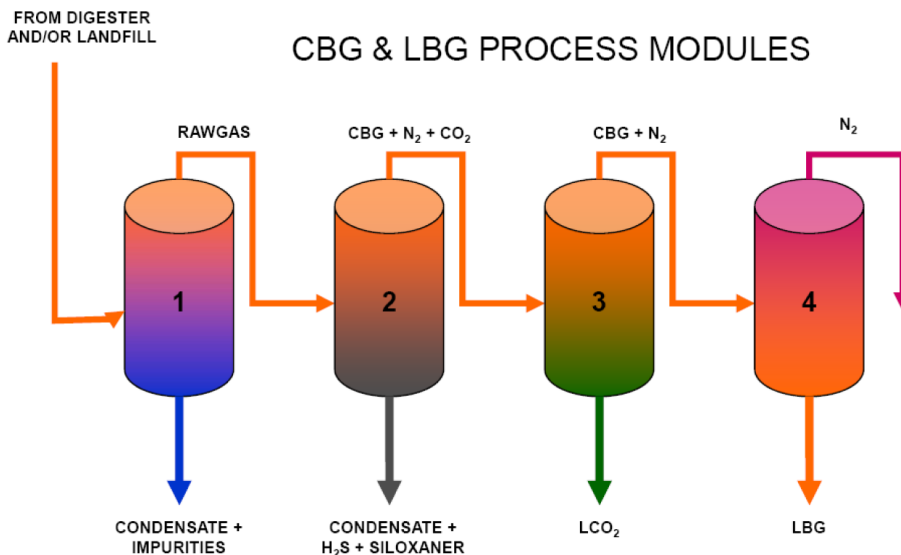 FROM DIGESTER
AND/OR LANDFILL
CBG & LBG PROCESS MODULES
RAWGAS
CBG + N₂ + CO₂
CBG + N₂
N₂
1
2
3
4
CONDENSATE +
IMPURITIES
CONDENSATE +
H₂S + SILOXANER
LCO₂
LBG